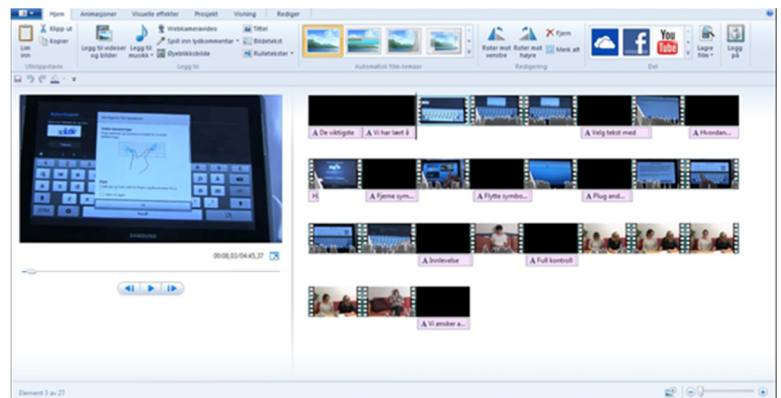 Hjem Animasjoner Visuelle effekter Prosjekt Visning Rediger
Lim inn
Klipp ut
Kopier
Utklippstavle
Legg til videoer og bilder
Legg til musikk
Webkameravideo
Spill inn lydkommentar
Øyeblikksbilde
Tittel
Bildetekst
Rulletekster
Legg til
Automatisk film-temaer
Roter mot venstre
Roter mot høyre
Fjern
Merk alt
Redigering
You Tube
Del
Lagre film
Logg på
A De viktigste A Vi har lært å A Velg tekst med A Hvordan...
H. A Fjerne sym... A Flytte symbo... A Plug and...
SAMSUNG
00:08,03/04:45,37
A Innlevelse A Full kontroll
A Vi ønsker a...
Element 3 av 27